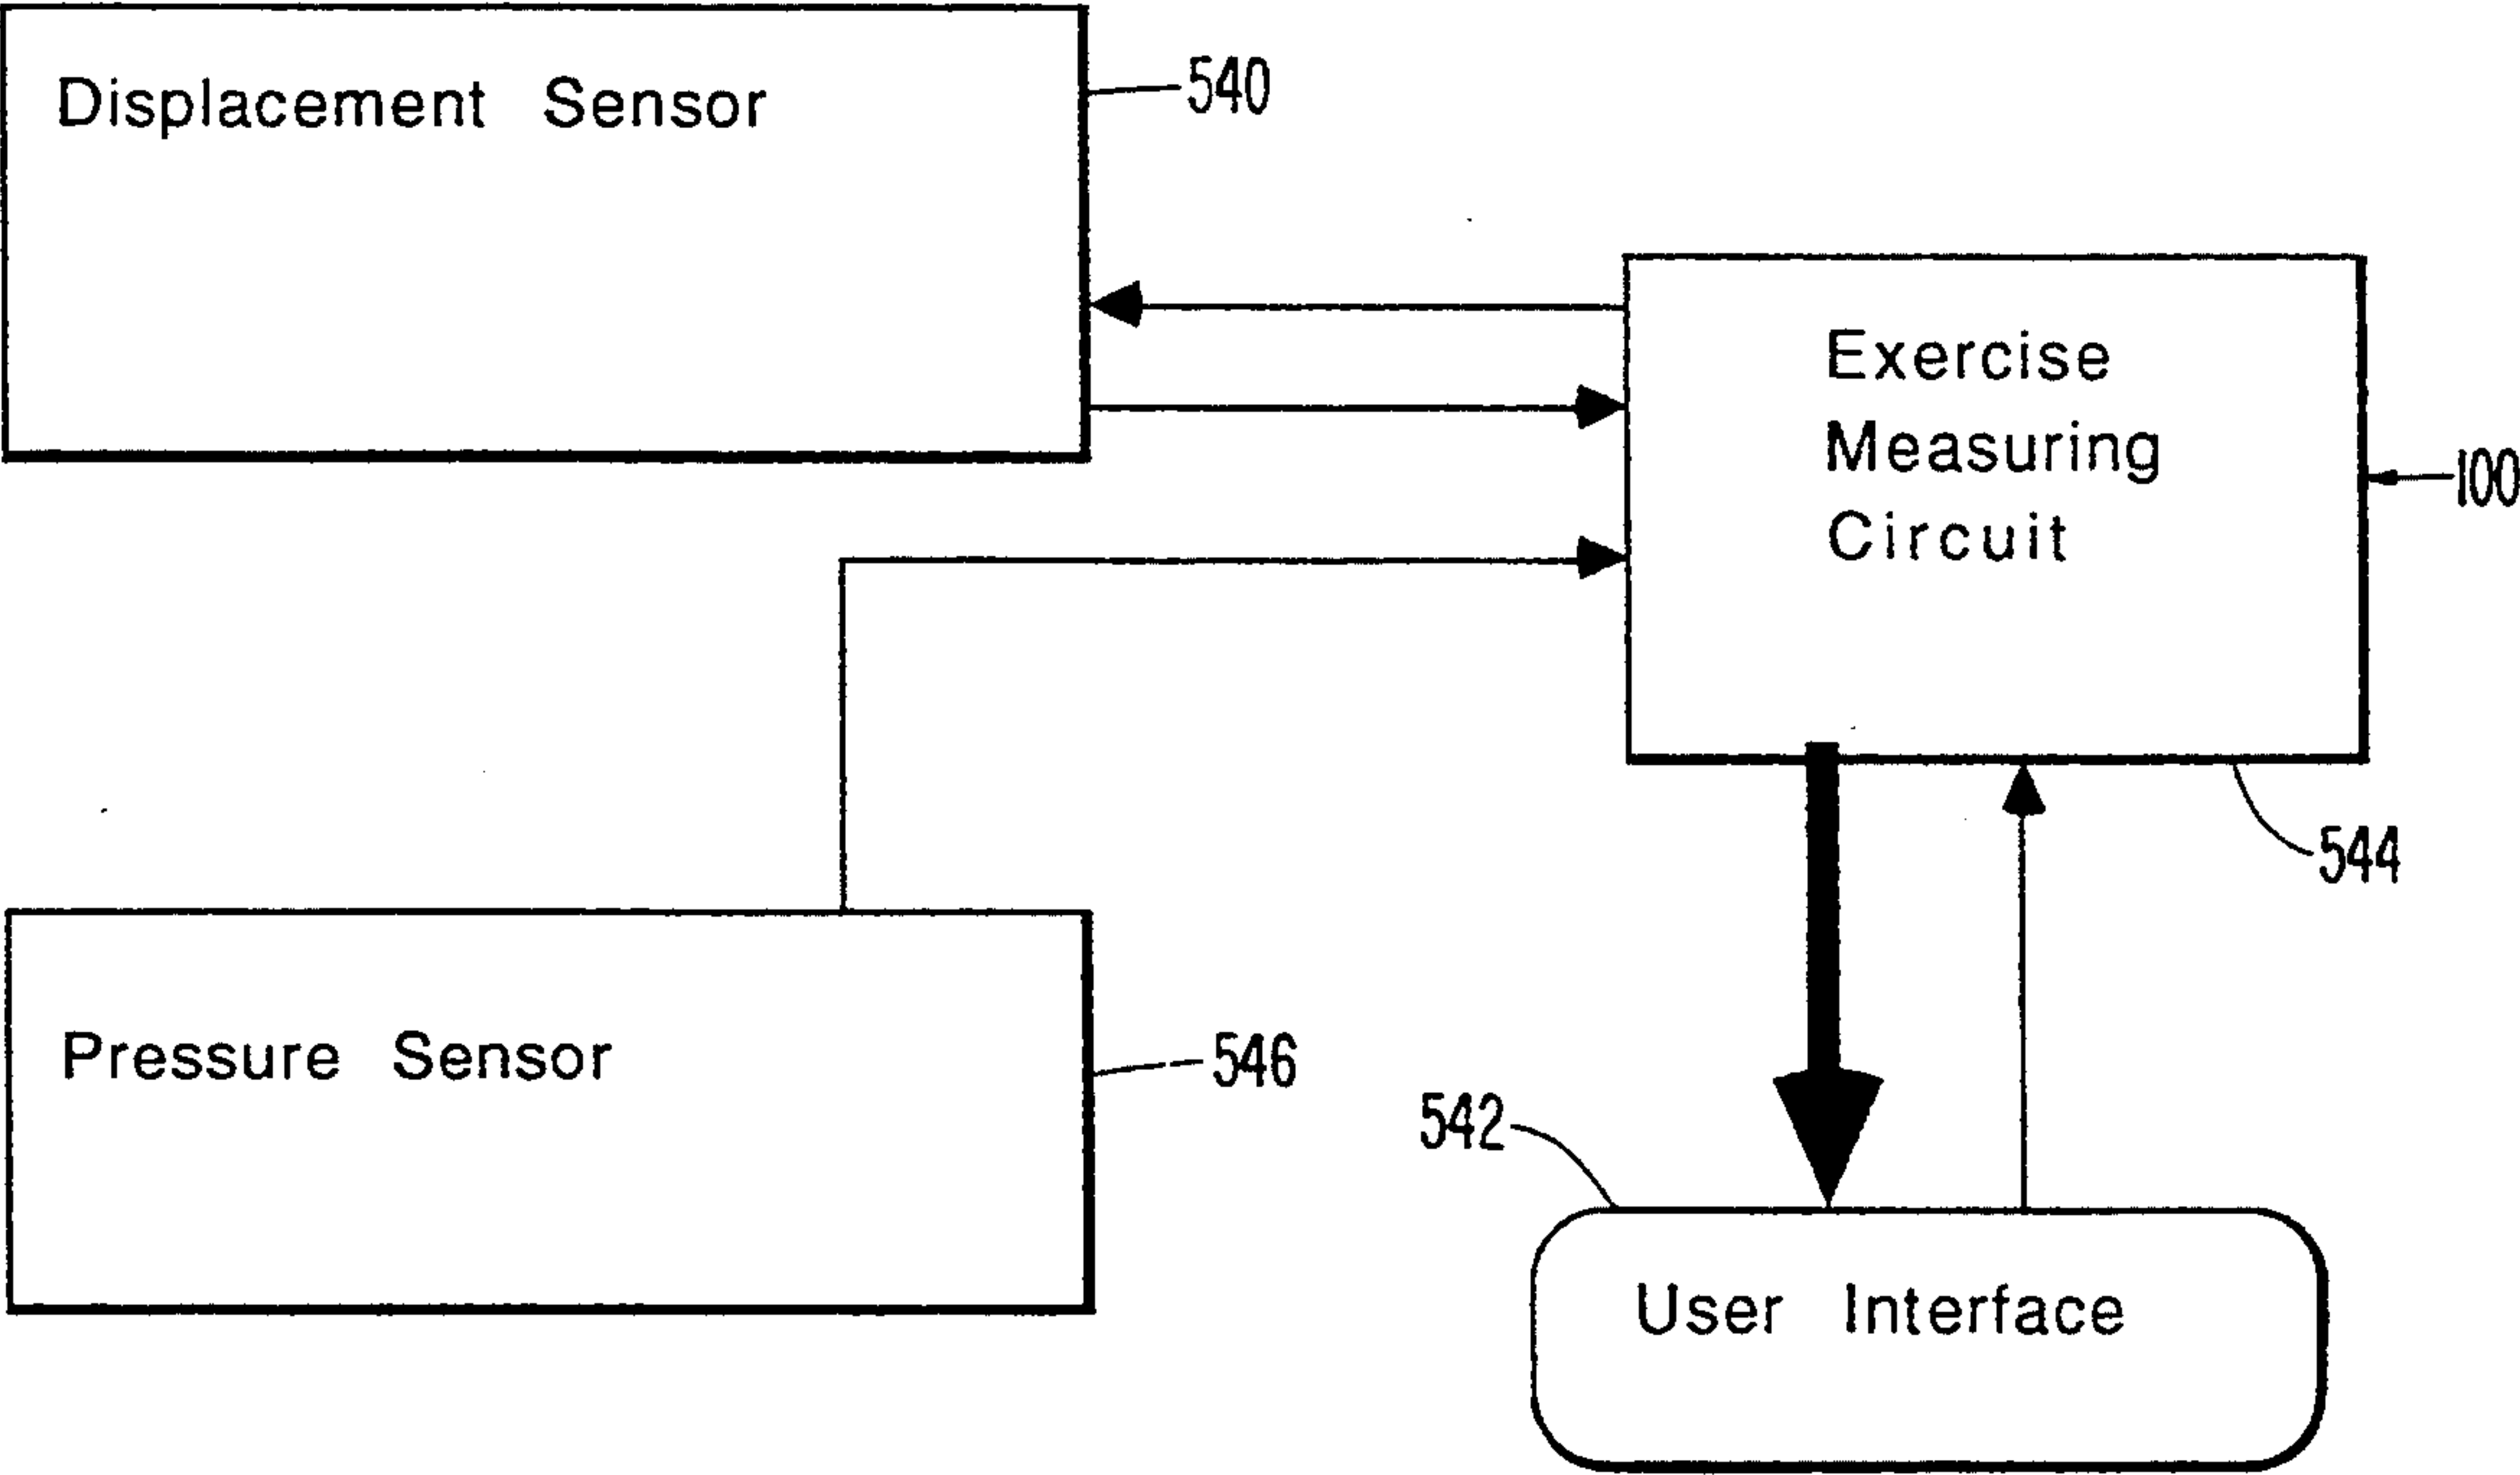 Displacement Sensor
540
Exercise
Measuring
Circuit
100
544
Pressure Sensor
546
542
User Interface